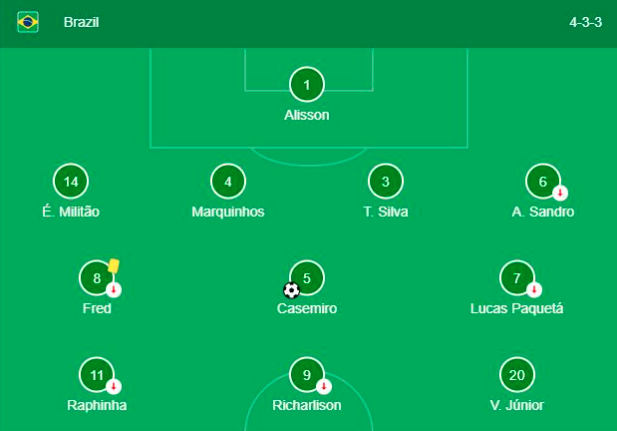 Brazil 4-3-3
1
Alisson
14 4 3 6
É. Militão Marquinhos T. Silva A. Sandro
8 5 7
Fred Casemiro Lucas Paquetá
11 9 20
Raphinha Richarlison V. Júnior